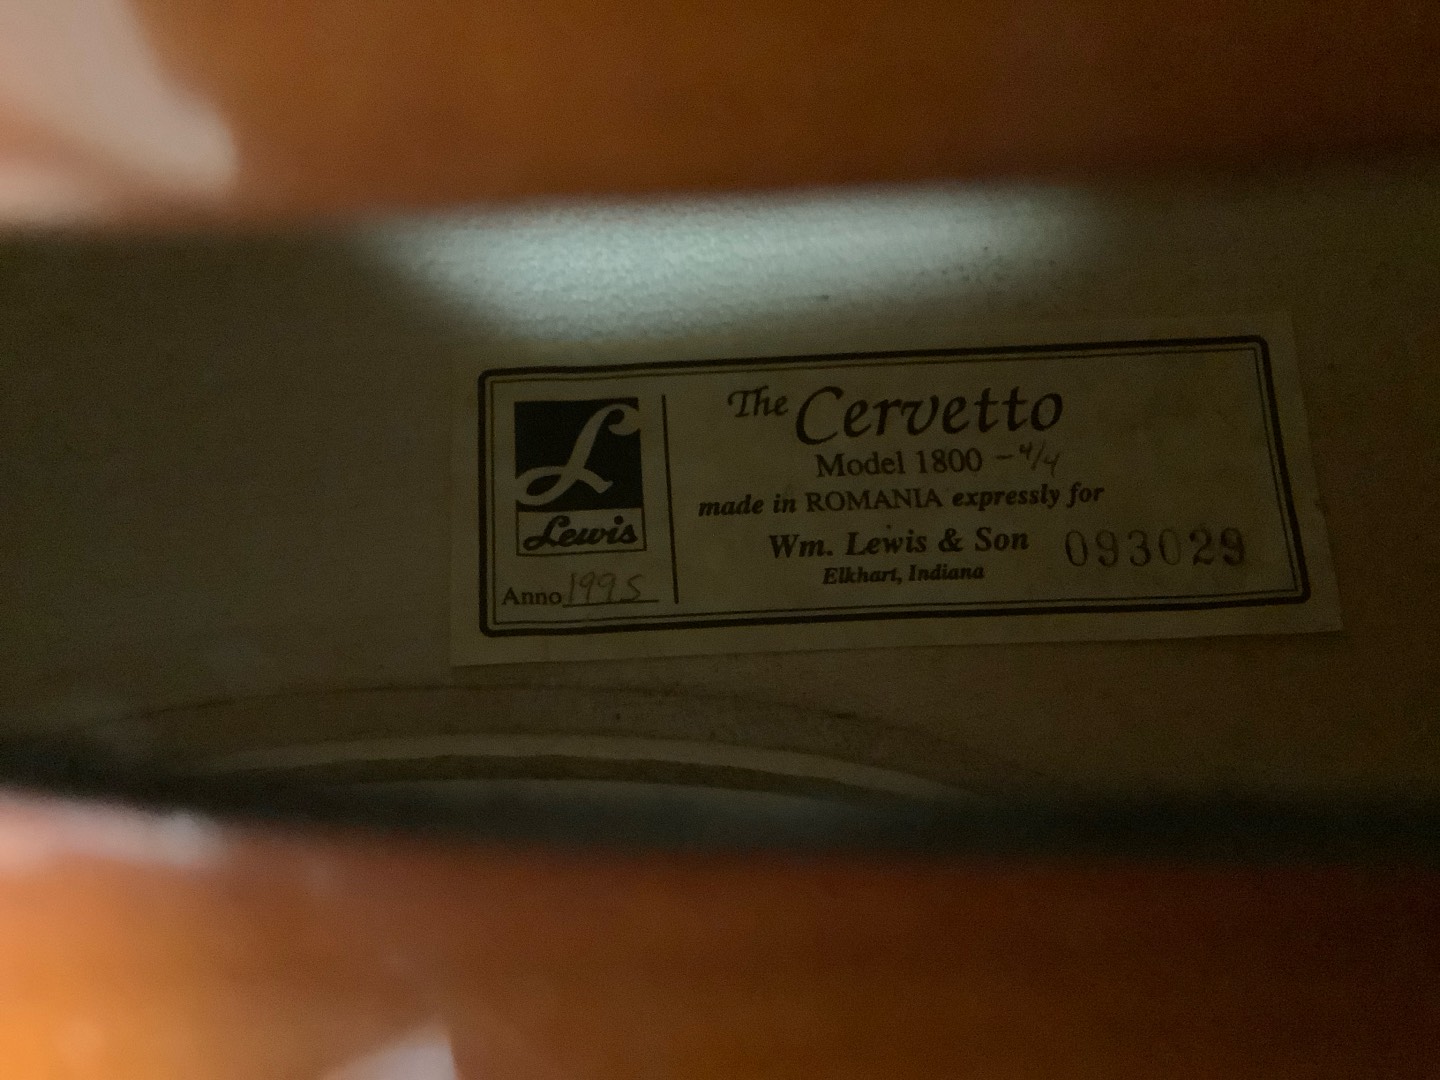 L
Lewis
Anno 1995
The Cervetto
Model 1800 - 4/4
made in ROMANIA expressly for
Wm. Lewis & Son 093029
Elkhart, Indiana